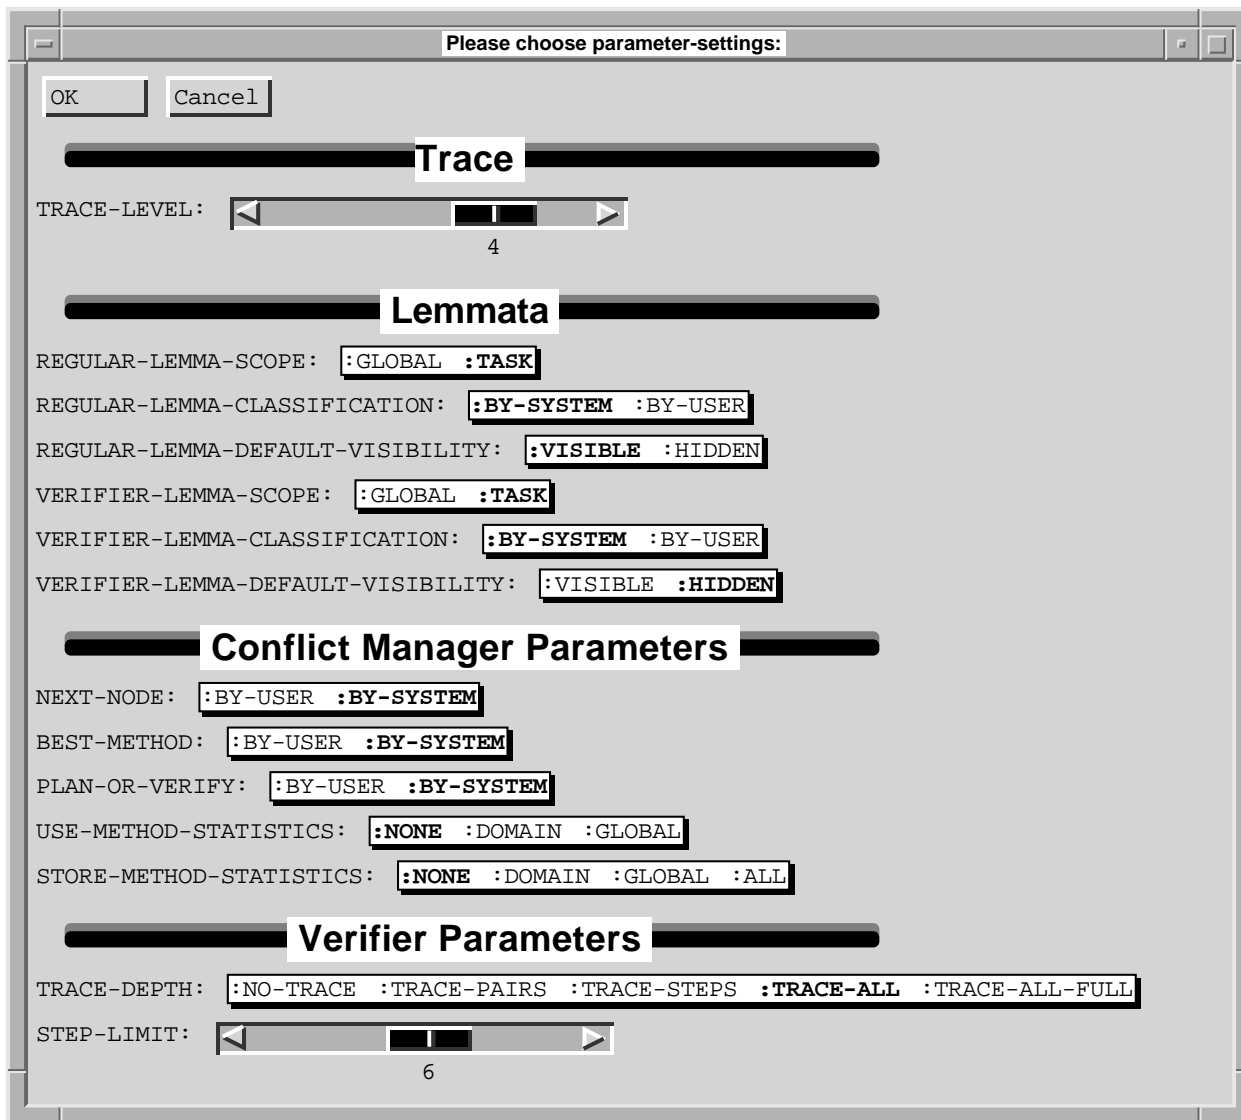 Please choose parameter-settings:
OK Cancel
Trace
TRACE-LEVEL:
4
Lemmata
REGULAR-LEMMA-SCOPE: :GLOBAL :TASK
REGULAR-LEMMA-CLASSIFICATION: :BY-SYSTEM :BY-USER
REGULAR-LEMMA-DEFAULT-VISIBILITY: :VISIBLE :HIDDEN
VERIFIER-LEMMA-SCOPE: :GLOBAL :TASK
VERIFIER-LEMMA-CLASSIFICATION: :BY-SYSTEM :BY-USER
VERIFIER-LEMMA-DEFAULT-VISIBILITY: :VISIBLE :HIDDEN
Conflict Manager Parameters
NEXT-NODE: :BY-USER :BY-SYSTEM
BEST-METHOD: :BY-USER :BY-SYSTEM
PLAN-OR-VERIFY: :BY-USER :BY-SYSTEM
USE-METHOD-STATISTICS: :NONE :DOMAIN :GLOBAL
STORE-METHOD-STATISTICS: :NONE :DOMAIN :GLOBAL :ALL
Verifier Parameters
TRACE-DEPTH: :NO-TRACE :TRACE-PAIRS :TRACE-STEPS :TRACE-ALL :TRACE-ALL-FULL
STEP-LIMIT:
6